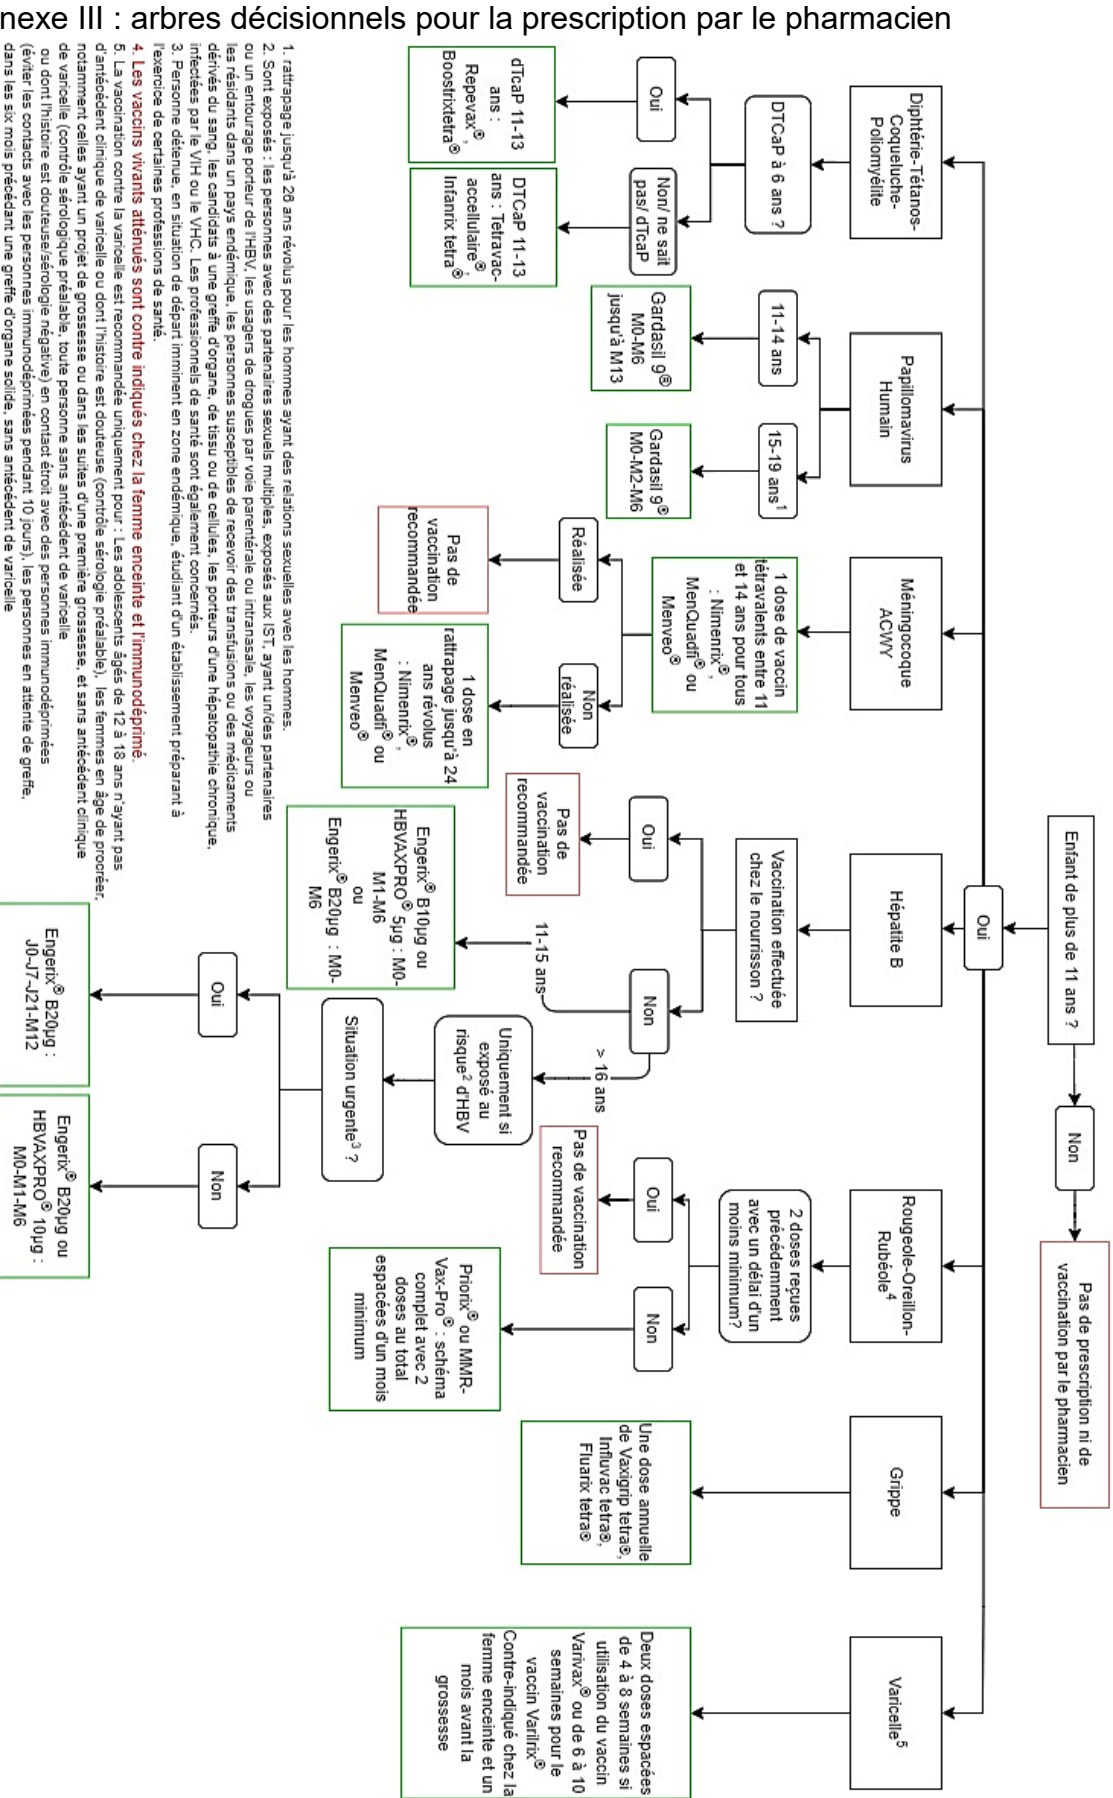 nexe III : arbres décisionnels pour la prescription par le pharmacien
Enfant de plus de 11 ans ?
Non
Pas de prescription ni de
vaccination par le pharmacien
Oui
Diphtérie-Tétanos-
Coqueluche-
Poliomyélite
DTCaP à 6 ans ?
Oui
dTcaP 11-13
ans :
Repevax®,
Boostrixtetra®
Non/ ne sait
pas/ dTcaP
DTCaP 11-13
ans : Tetravac-
accellulaire®,
Infanrix tetra®
Papillomavirus
Humain
11-14 ans
Gardasil 9®
M0-M6
jusqu'à M13
15-19 ans1
Gardasil 9®
M0-M2-M6
Méningocoque
ACWY
1 dose de vaccin
tétravalents entre 11
et 14 ans pour tous
: Nimenrix®,
MenQuadfi® ou
Menveo®
Réalisée
Pas de
vaccination
recommandée
Non
réalisée
1 dose en
rattrapage jusqu'à 24
ans révolus
: Nimenrix®,
MenQuadfi® ou
Menveo®
Hépatite B
Vaccination effectuée
chez le nourrisson ?
Oui
Pas de
vaccination
recommandée
Non
11-15 ans
Engerix® B10µg ou
HBVAXPRO® 5µg : M0-
M1-M6
ou
Engerix® B20µg : M0-
M6
> 16 ans
Uniquement si
exposé au
risque2 d'HBV
Situation urgente3 ?
Oui
Engerix® B20µg :
J0-J7-J21-M12
Non
Engerix® B20µg ou
HBVAXPRO® 10µg :
M0-M1-M6
Rougeole-Oreillon-
Rubéole4
2 doses reçues
précédemment
avec un délai d'un
moins minimum?
Oui
Pas de vaccination
recommandée
Non
Priorix® ou MMR-
Vax-Pro® : schéma
complet avec 2
doses au total
espacées d'un mois
minimum
Grippe
Une dose annuelle
de Vaxigrip tetra®,
Influvac tetra®,
Fluarix tetra®
Varicelle5
Deux doses espacées
de 4 à 8 semaines si
utilisation du vaccin
Varivax® ou de 6 à 10
semaines pour le
vaccin Varilrix®
Contre-indiqué chez la
femme enceinte et un
mois avant la
grossesse
1. rattrapage jusqu'à 26 ans révolus pour les hommes ayant des relations sexuelles avec les hommes.
2. Sont exposés : les personnes avec des partenaires sexuels multiples, exposés aux IST, ayant un/des partenaires
ou un entourage porteur de l'HBV, les usagers de drogues par voie parentérale ou intranasale, les voyageurs ou
les résidants dans un pays endémique, les personnes susceptibles de recevoir des transfusions ou des médicaments
dérivés du sang, les candidats à une greffe d'organe, de tissu ou de cellules, les porteurs d'une hépatopathie chronique,
infectées par le VIH ou le VHC. Les professionnels de santé sont également concernés.
3. Personne détenue, en situation de départ imminent en zone endémique, étudiant d'un établissement préparant à
l'exercice de certaines professions de santé.
4. Les vaccins vivants atténués sont contre indiqués chez la femme enceinte et l'immunodéprimé.
5. La vaccination contre la varicelle est recommandée uniquement pour : Les adolescents âgés de 12 à 18 ans n'ayant pas
d'antécédent clinique de varicelle ou dont l'histoire est douteuse (contrôle sérologie préalable), les femmes en âge de procréer,
notamment celles ayant un projet de grossesse ou dans les suites d'une première grossesse, et sans antécédent clinique
de varicelle (contrôle sérologique préalable, toute personne sans antécédent de varicelle
ou dont l'histoire est douteuse/sérologie négative) en contact étroit avec des personnes immunodéprimées
(éviter les contacts avec les personnes immunodéprimées pendant 10 jours), les personnes en attente de greffe,
dans les six mois précédant une greffe d'organe solide, sans antécédent de varicelle